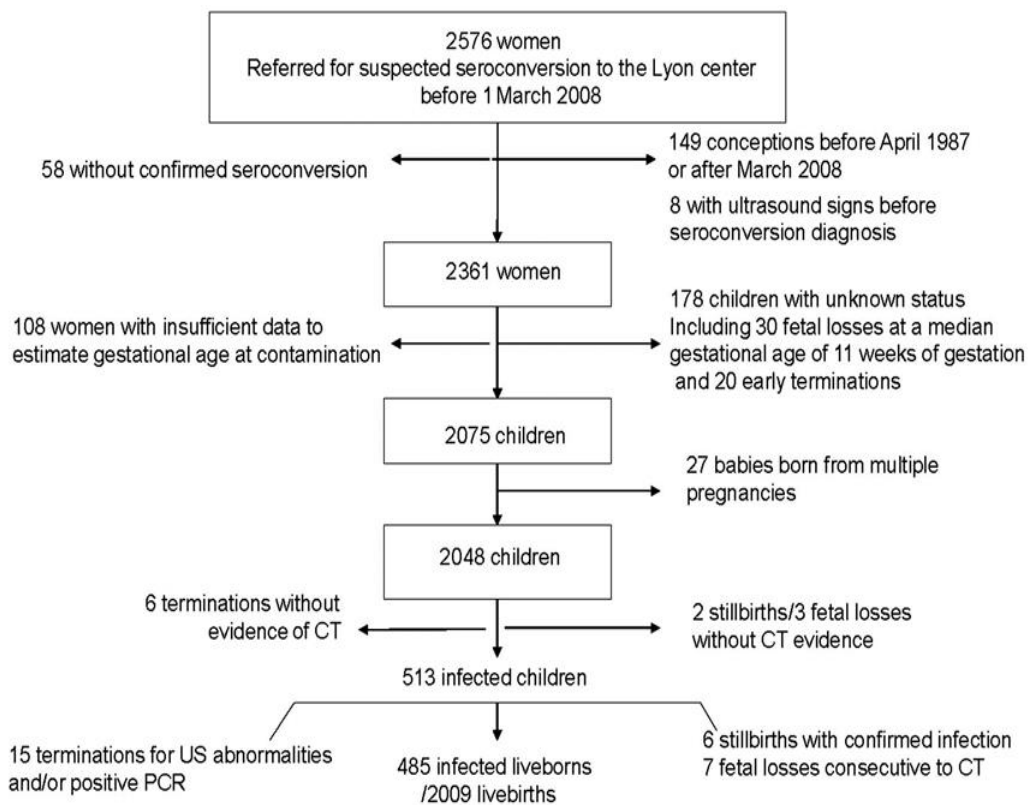 2576 women
Referred for suspected seroconversion to the Lyon center
before 1 March 2008
58 without confirmed seroconversion
149 conceptions before April 1987
or after March 2008
8 with ultrasound signs before
seroconversion diagnosis
2361 women
108 women with insufficient data to
estimate gestational age at contamination
178 children with unknown status
Including 30 fetal losses at a median
gestational age of 11 weeks of gestation
and 20 early terminations
2075 children
27 babies born from multiple
pregnancies
2048 children
6 terminations without
evidence of CT
2 stillbirths/3 fetal losses
without CT evidence
513 infected children
15 terminations for US abnormalities
and/or positive PCR
485 infected liveborns
/2009 livebirths
6 stillbirths with confirmed infection
7 fetal losses consecutive to CT